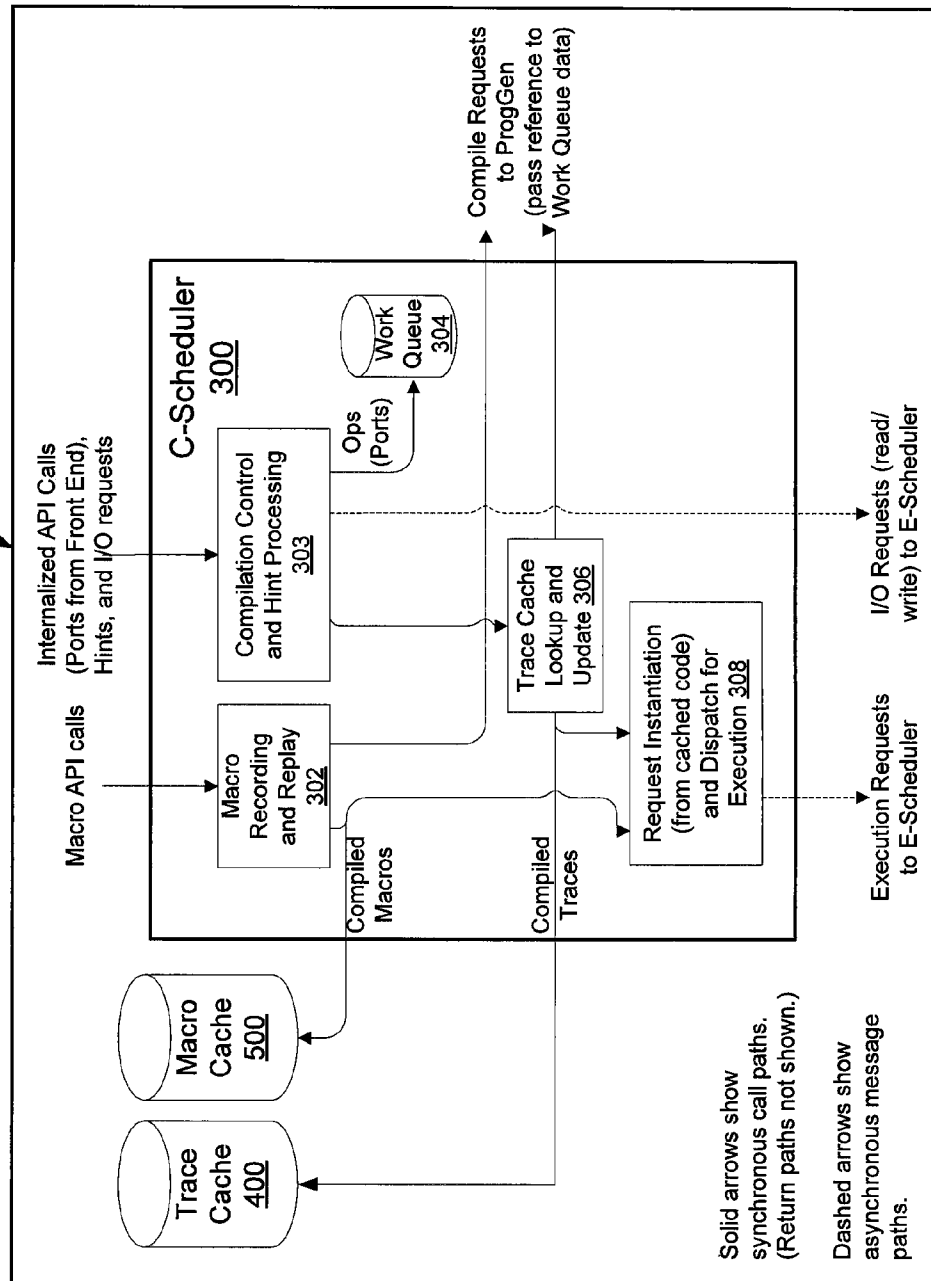 Macro API calls
Internalized API Calls
(Ports from Front End),
Hints, and I/O requests
C-Scheduler
300
Trace
Cache
400
Macro
Cache
500
Macro
Recording
and Replay
302
Compilation Control
and Hint Processing
303
Ops
(Ports)
Work
Queue
304
Compiled
Macros
Compiled
Traces
Trace Cache
Lookup and
Update 306
Request Instantiation
(from cached code)
and Dispatch for
Execution 308
Compile Requests
to ProgGen
(pass reference to
Work Queue data)
Execution Requests
to E-Scheduler
I/O Requests (read/
write) to E-Scheduler
Solid arrows show
synchronous call paths.
(Return paths not shown.)
Dashed arrows show
asynchronous message
paths.